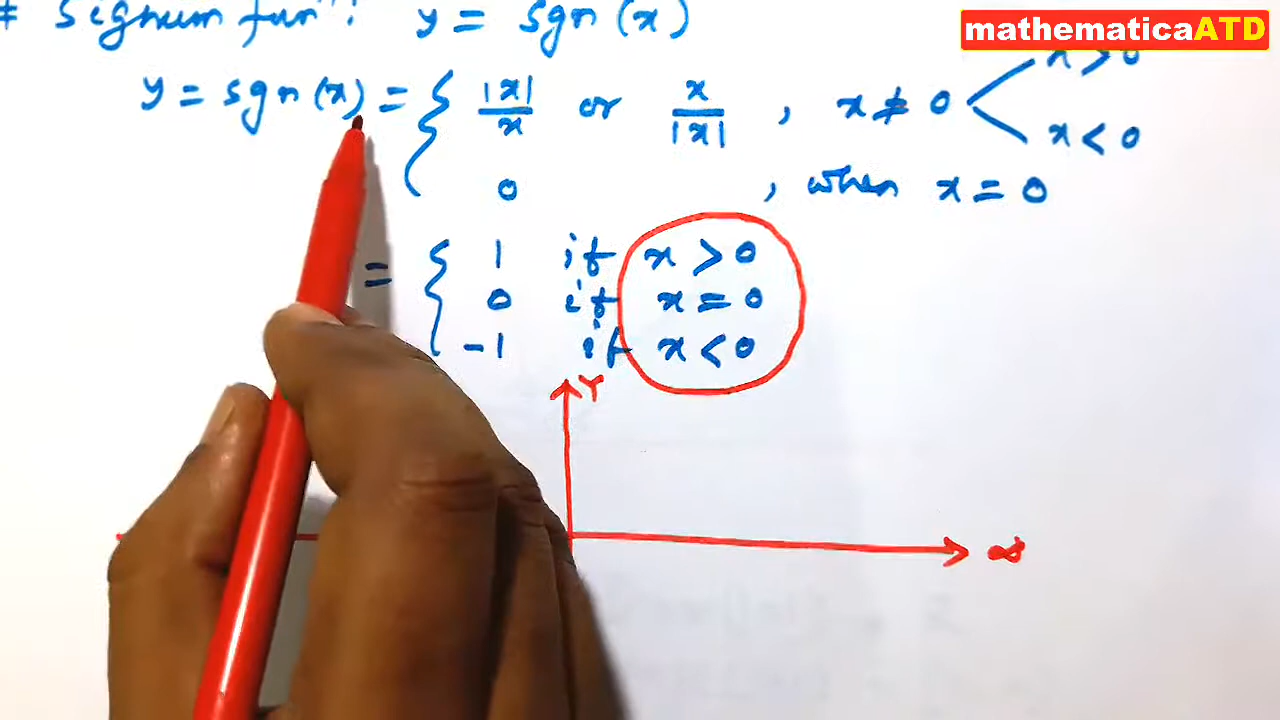 # Signum funⁿ: y = sgn(x)
mathematicaATD
y = sgn(x) = { |x|/x or x/|x| , x ≠ 0 < x > 0
x < 0
0 , when x = 0
= { 1 if x > 0
0 if x = 0
-1 if x < 0
Y
∞